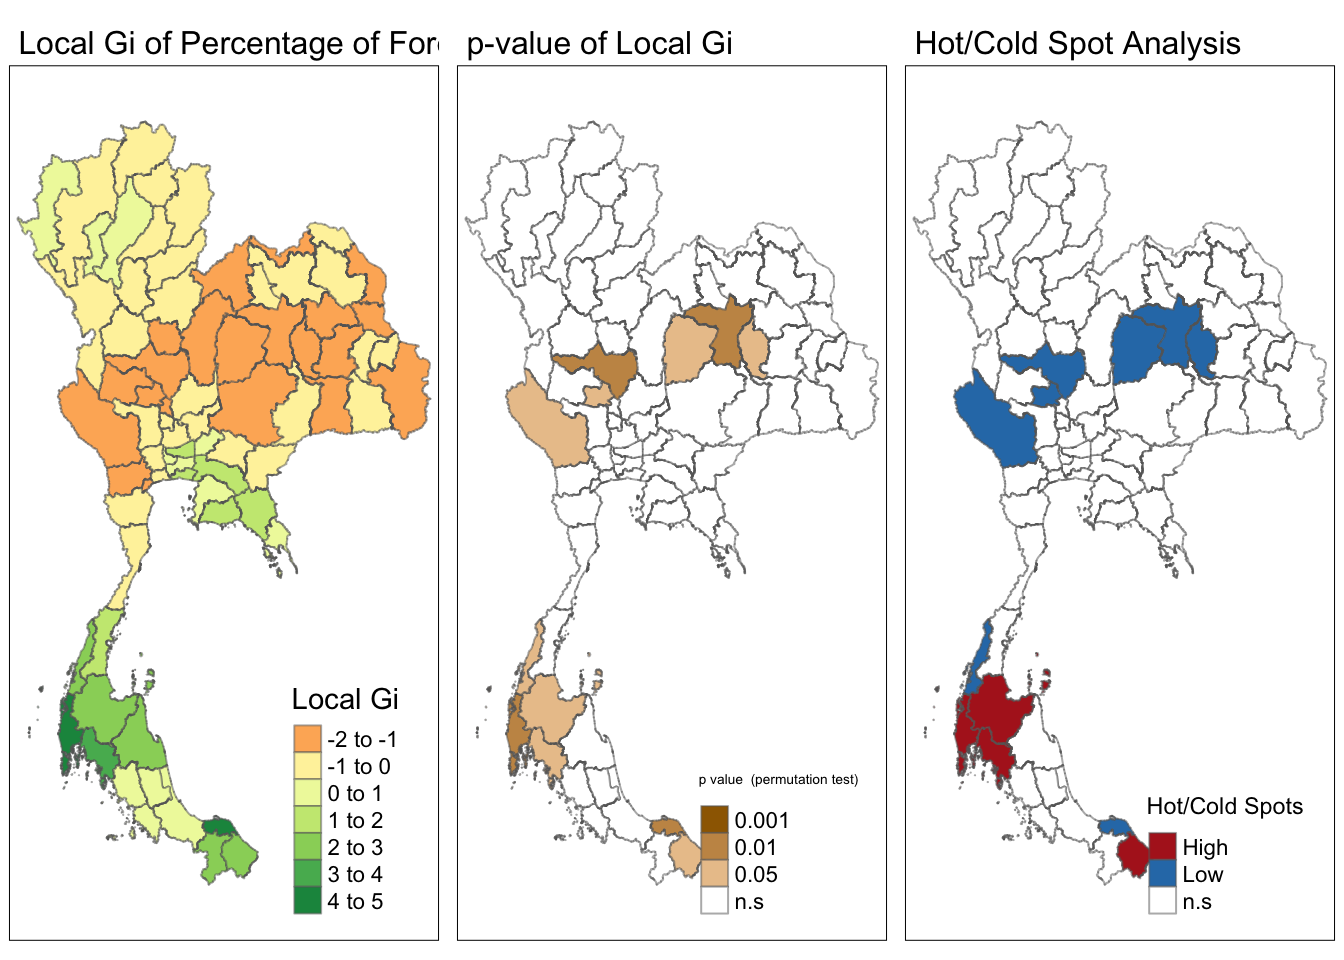 Local Gi of Percentage of Fore
p-value of Local Gi
Hot/Cold Spot Analysis
Local Gi
-2 to -1
-1 to 0
0 to 1
1 to 2
2 to 3
3 to 4
4 to 5
p value (permutation test)
0.001
0.01
0.05
n.s
Hot/Cold Spots
High
Low
n.s